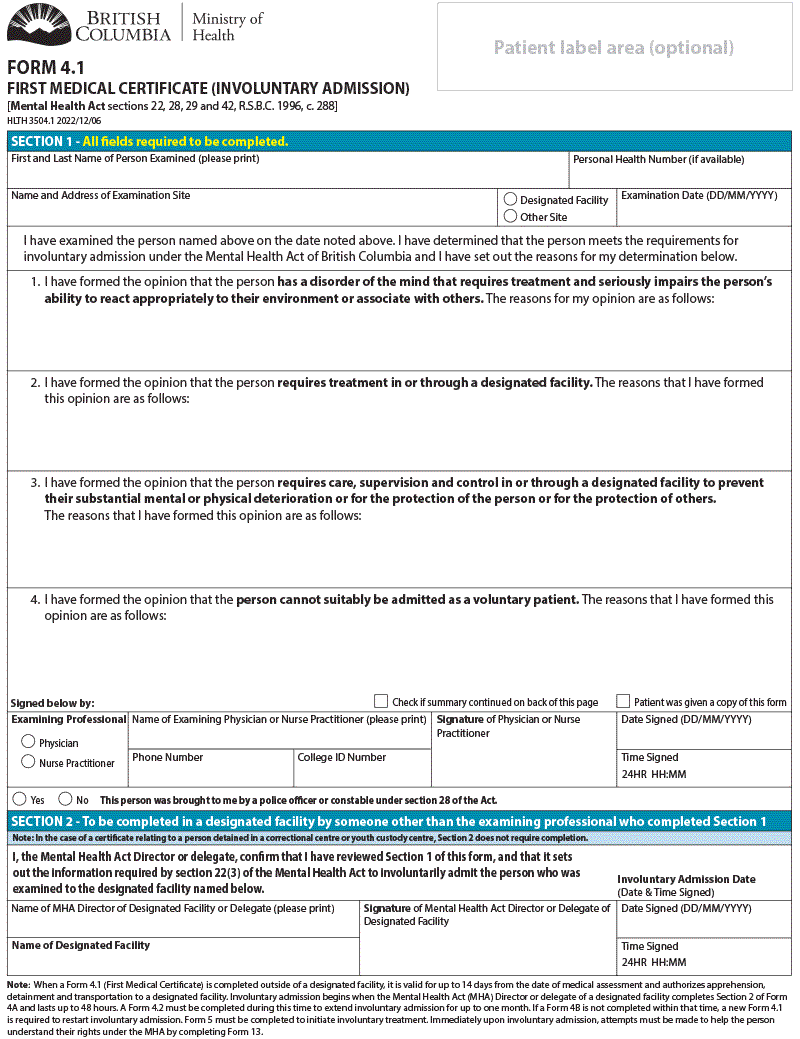 BRITISH
COLUMBIA
Ministry of
Health
Patient label area (optional)
FORM 4.1
FIRST MEDICAL CERTIFICATE (INVOLUNTARY ADMISSION)
[Mental Health Act sections 22, 28, 29 and 42, R.S.B.C. 1996, c. 288]
HLTH 3504.1 2022/12/06
SECTION 1 - All fields required to be completed.
First and Last Name of Person Examined (please print)
Personal Health Number (if available)
Name and Address of Examination Site
Designated Facility
Other Site
Examination Date (DD/MM/YYYY)
I have examined the person named above on the date noted above. I have determined that the person meets the requirements for
involuntary admission under the Mental Health Act of British Columbia and I have set out the reasons for my determination below.
1. I have formed the opinion that the person has a disorder of the mind that requires treatment and seriously impairs the person's
ability to react appropriately to their environment or associate with others. The reasons for my opinion are as follows:
2. I have formed the opinion that the person requires treatment in or through a designated facility. The reasons that I have formed
this opinion are as follows:
3. I have formed the opinion that the person requires care, supervision and control in or through a designated facility to prevent
their substantial mental or physical deterioration or for the protection of the person or for the protection of others.
The reasons that I have formed this opinion are as follows:
4. I have formed the opinion that the person cannot suitably be admitted as a voluntary patient. The reasons that I have formed this
opinion are as follows:
Signed below by:
Check if summary continued on back of this page
Patient was given a copy of this form
Examining Professional
Physician
Nurse Practitioner
Name of Examining Physician or Nurse Practitioner (please print)
Phone Number
College ID Number
Signature of Physician or Nurse
Practitioner
Date Signed (DD/MM/YYYY)
Time Signed
24HR HH:MM
Yes No This person was brought to me by a police officer or constable under section 28 of the Act.
SECTION 2 - To be completed in a designated facility by someone other than the examining professional who completed Section 1
Note: In the case of a certificate relating to a person detained in a correctional centre or youth custody centre, Section 2 does not require completion.
I, the Mental Health Act Director or delegate, confirm that I have reviewed Section 1 of this form, and that it sets
out the information required by section 22(3) of the Mental Health Act to involuntarily admit the person who was
examined to the designated facility named below.
Involuntary Admission Date
(Date & Time Signed)
Name of MHA Director of Designated Facility or Delegate (please print)
Name of Designated Facility
Signature of Mental Health Act Director or Delegate of
Designated Facility
Date Signed (DD/MM/YYYY)
Time Signed
24HR HH:MM
Note: When a Form 4.1 (First Medical Certificate) is completed outside of a designated facility, it is valid for up to 14 days from the date of medical assessment and authorizes apprehension,
detainment and transportation to a designated facility. Involuntary admission begins when the Mental Health Act (MHA) Director or delegate of a designated facility completes Section 2 of Form
4A and lasts up to 48 hours. A Form 4.2 must be completed during this time to extend involuntary admission for up to one month. If a Form 4B is not completed within that time, a new Form 4.1
is required to restart involuntary admission. Form 5 must be completed to initiate involuntary treatment. Immediately upon involuntary admission, attempts must be made to help the person
understand their rights under the MHA by completing Form 13.